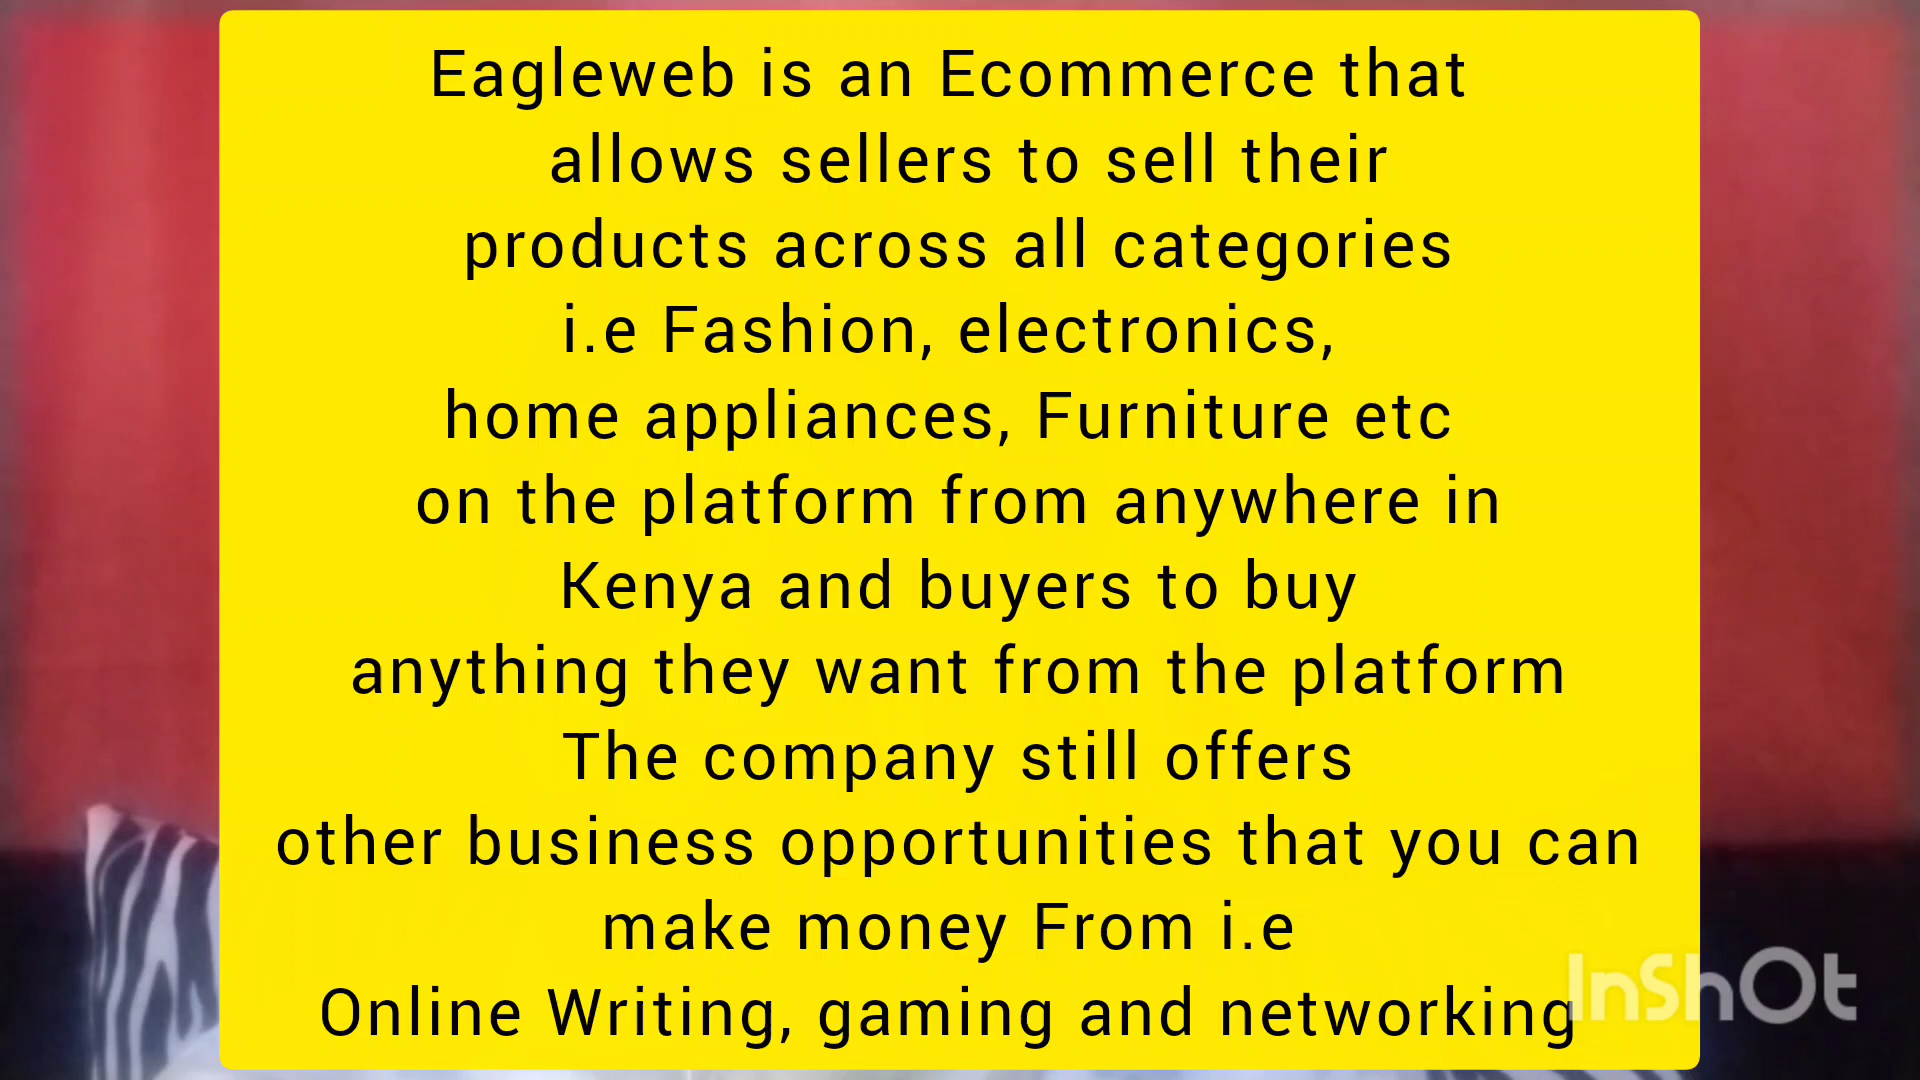 Eagleweb is an Ecommerce that
allows sellers to sell their
products across all categories
i.e Fashion, electronics,
home appliances, Furniture etc
on the platform from anywhere in
Kenya and buyers to buy
anything they want from the platform
The company still offers
other business opportunities that you can
make money From i.e
Online Writing, gaming and networking
InShOt